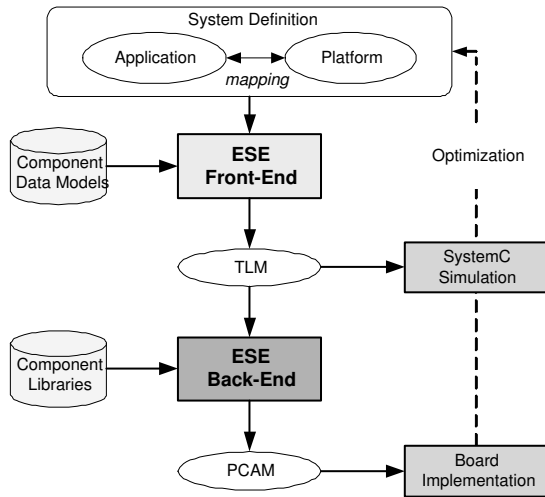 System Definition
Application
Platform
mapping
ESE
Front-End
Component
Data Models
Optimization
TLM
SystemC
Simulation
ESE
Back-End
Component
Libraries
PCAM
Board
Implementation